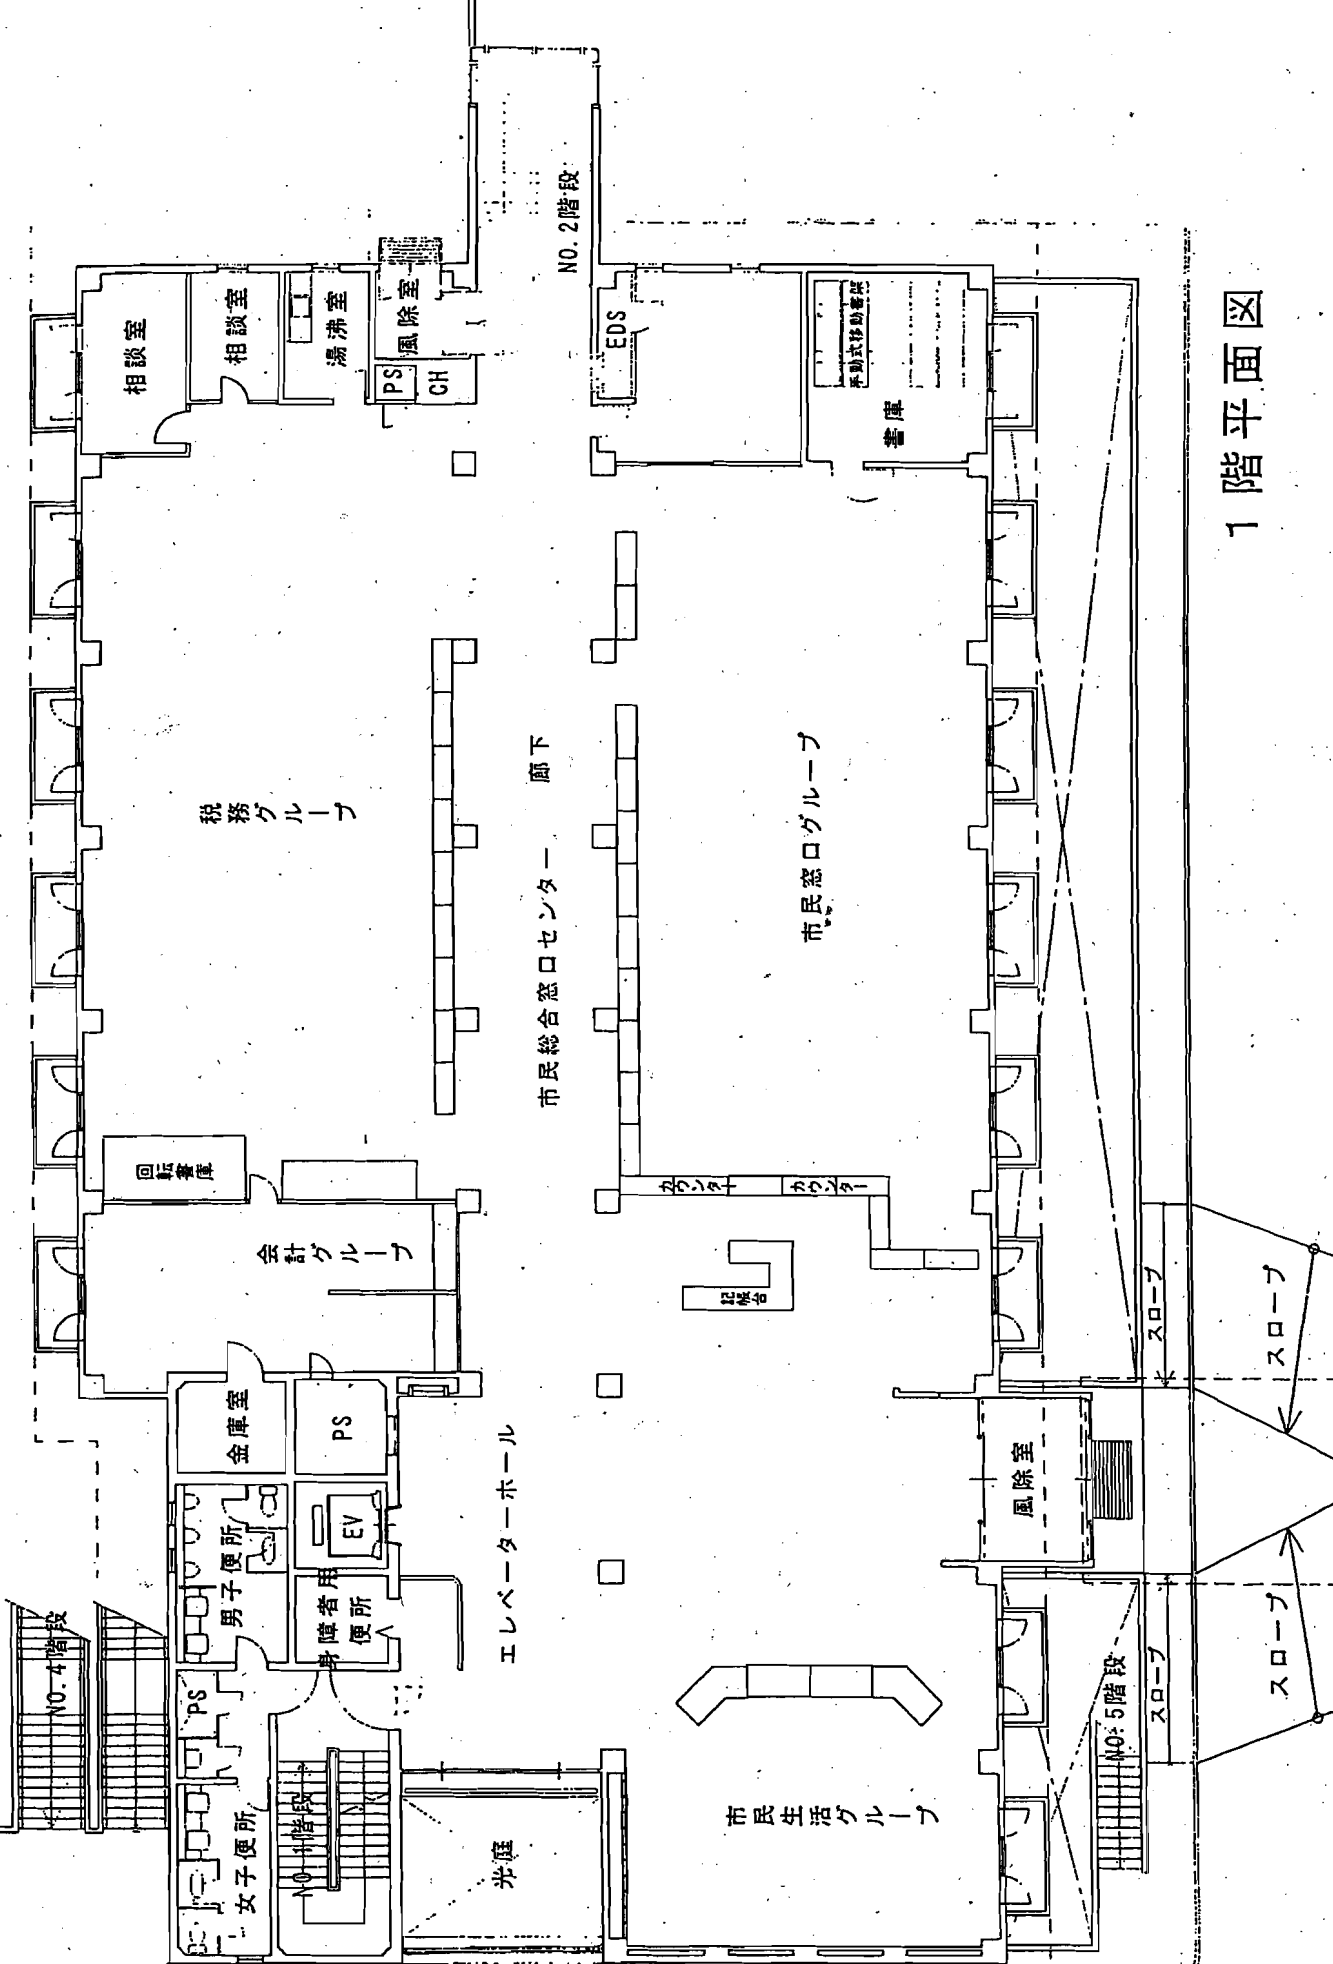 1階平面図
相談室
相談室
湯沸室
風除室
PS
CH
NO.2階段
EDS
手動式移動書架
書庫
税務グループ
廊下
市民総合窓口センター
市民窓口グループ
回転書庫
会計グループ
カウンター
カウンター
記帳台
金庫室
PS
EV
男子便所
身障者用
便所
エレベーターホール
風除室
スロープ
スロープ
スロープ
スロープ
NO.4階段
PS
女子便所
NO.1階段
光庭
市民生活グループ
NO.5階段